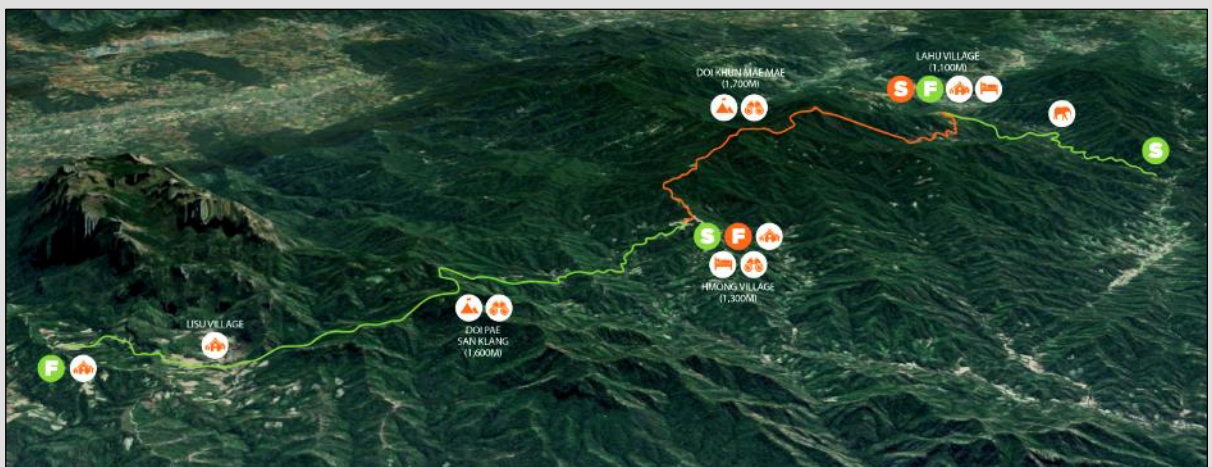 LAHU VILLAGE
(1,100M)
S F
DOI KHUN MAE MAE
(1,700M)
S
S F
HMONG VILLAGE
(1,300M)
DOI PAE
SAN KLANG
(1,600M)
LISU VILLAGE
F